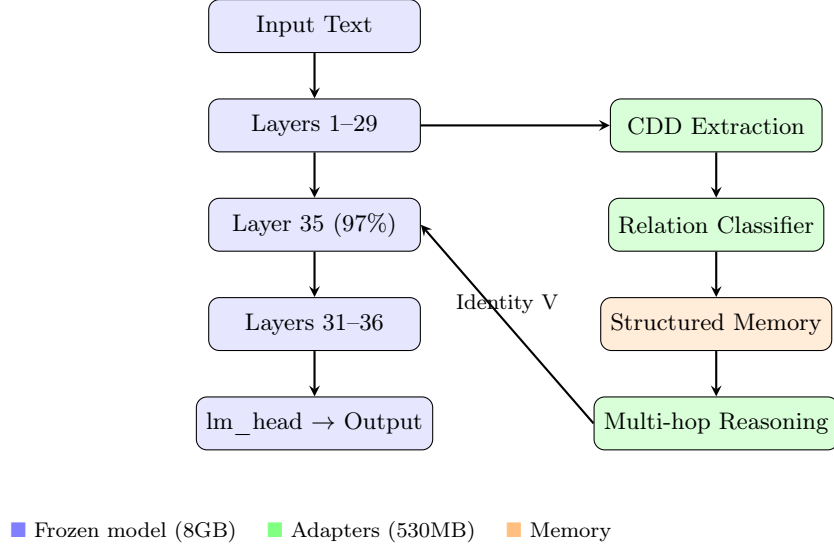 Input Text
Layers 1–29
CDD Extraction
Layer 35 (97%)
Relation Classifier
Identity V
Layers 31–36
Structured Memory
lm_head → Output
Multi-hop Reasoning
Frozen model (8GB)
Adapters (530MB)
Memory